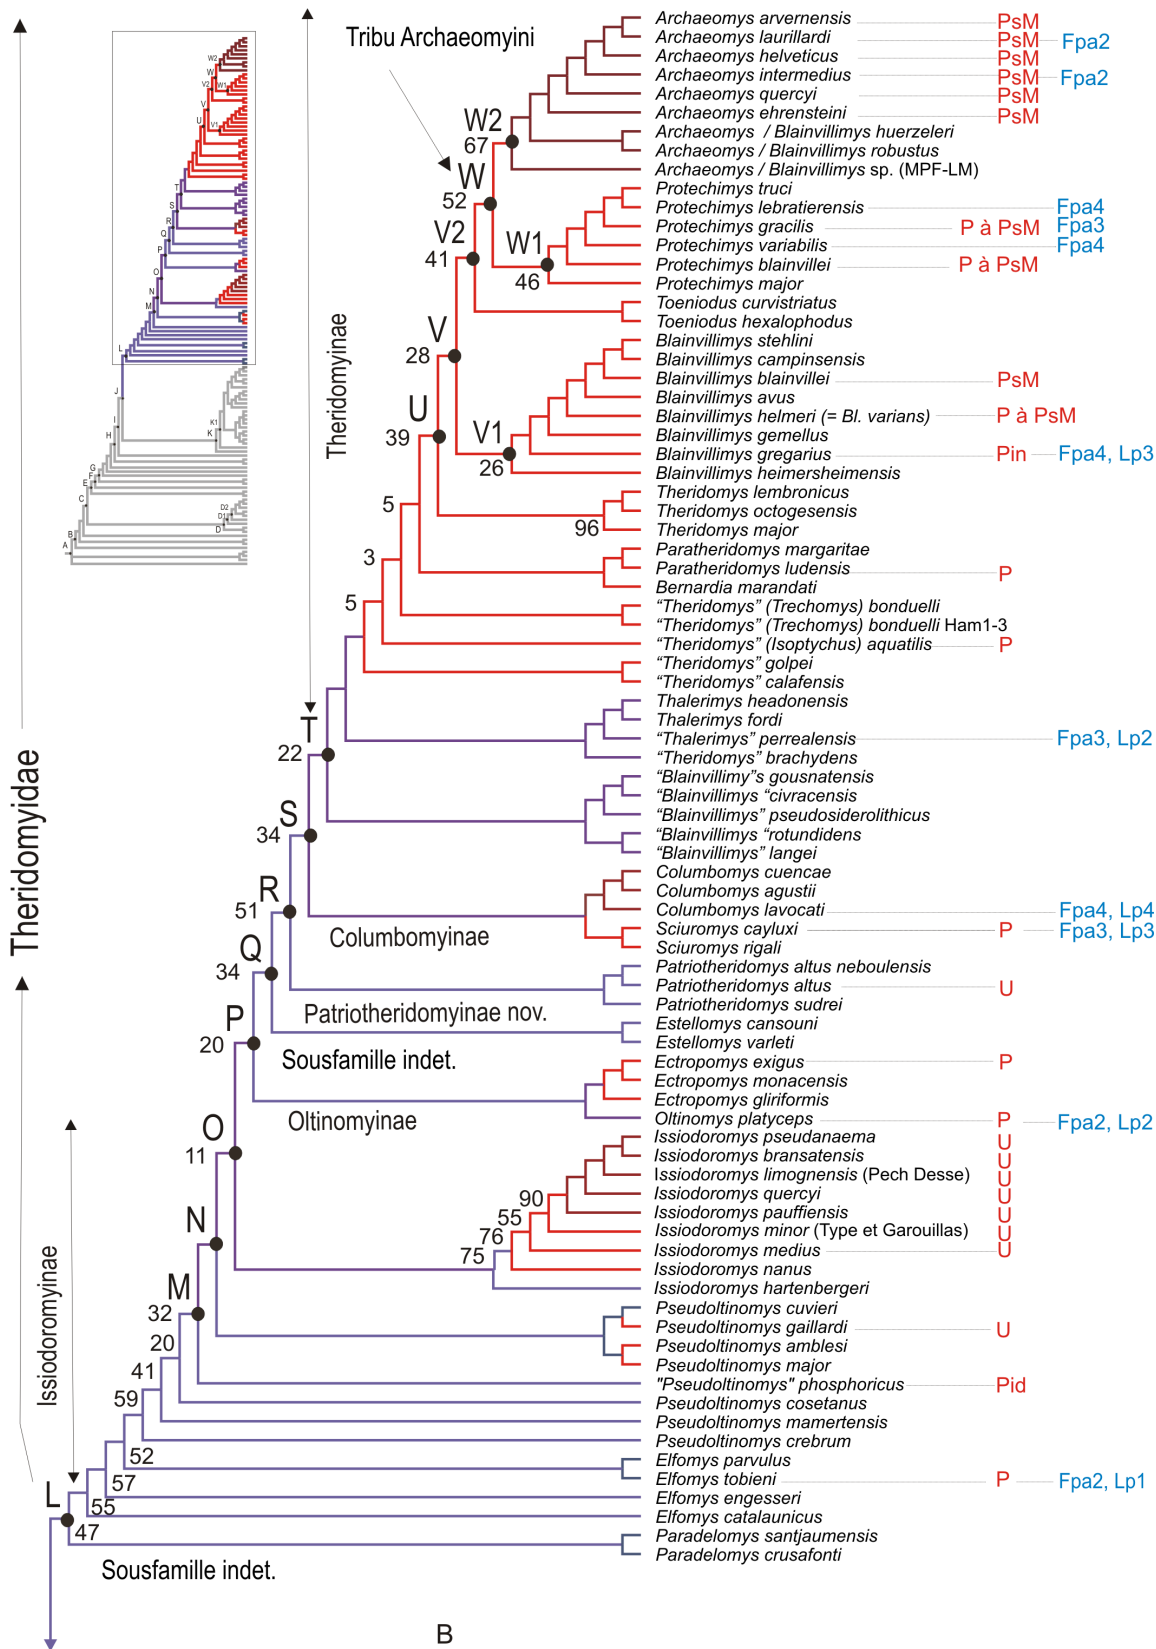 Archaeomys arvernensis PsM
Archaeomys laurillardi PsM Fpa2
Archaeomys helveticus PsM
Archaeomys intermedius PsM Fpa2
Archaeomys quercyi PsM
Archaeomys ehrensteini PsM
Archaeomys / Blainvillimys huerzeleri
Archaeomys / Blainvillimys robustus
Archaeomys / Blainvillimys sp. (MPF-LM)
Protechimys truci
Protechimys lebratierensis Fpa4
Protechimys gracilis P à PsM Fpa3
Protechimys variabilis Fpa4
Protechimys blainvillei P à PsM
Protechimys major
Toeniodus curvistriatus
Toeniodus hexalophodus
Blainvillimys stehlini
Blainvillimys campinsensis
Blainvillimys blainvillei PsM
Blainvillimys avus
Blainvillimys helmeri (= Bl. varians) P à PsM
Blainvillimys gemellus
Blainvillimys gregarius Pin Fpa4, Lp3
Blainvillimys heimersheimensis
Theridomys lembronicus
Theridomys octogesensis
Theridomys major
Paratheridomys margaritae
Paratheridomys ludensis P
Bernardia marandati
“Theridomys” (Trechomys) bonduelli
“Theridomys” (Trechomys) bonduelli Ham1-3
“Theridomys” (Isoptychus) aquatilis P
“Theridomys” golpei
“Theridomys” calafensis
Thalerimys headonensis
Thalerimys fordi
“Thalerimys” perrealensis Fpa3, Lp2
“Theridomys” brachydens
“Blainvillimy”s gousnatensis
“Blainvillimys “civracensis
“Blainvillimys” pseudosiderolithicus
“Blainvillimys “rotundidens
“Blainvillimys” langei
Columbomys cuencae
Columbomys agustii
Columbomys lavocati Fpa4, Lp4
Sciuromys cayluxi P Fpa3, Lp3
Sciuromys rigali
Patriotheridomys altus neboulensis
Patriotheridomys altus U
Patriotheridomys sudrei
Estellomys cansouni
Estellomys varleti
Ectropomys exigus P
Ectropomys monacensis
Ectropomys gliriformis
Oltinomys platyceps P Fpa2, Lp2
Issiodoromys pseudanaema U
Issiodoromys bransatensis U
Issiodoromys limognensis (Pech Desse) U
Issiodoromys quercyi U
Issiodoromys pauffiensis U
Issiodoromys minor (Type et Garouillas) U
Issiodoromys medius U
Issiodoromys nanus
Issiodoromys hartenbergeri
Pseudoltinomys cuvieri
Pseudoltinomys gaillardi U
Pseudoltinomys amblesi
Pseudoltinomys major
"Pseudoltinomys" phosphoricus Pid
Pseudoltinomys cosetanus
Pseudoltinomys mamertensis
Pseudoltinomys crebrum
Elfomys parvulus
Elfomys tobieni P Fpa2, Lp1
Elfomys engesseri
Elfomys catalaunicus
Paradelomys santjaumensis
Paradelomys crusafonti
Tribu Archaeomyini
W2
67
W
52
V2
41
W1
46
V
28
U
39
V1
26
96
5
3
5
T
22
S
34
R
51
Q
34
P
20
O
11
N
M
32
90
55
76
75
20
41
59
52
57
55
L
47
Theridomyinae
Columbomyinae
Patriotheridomyinae nov.
Sousfamille indet.
Oltinomyinae
Issiodoromyinae
Theridomyidae
Sousfamille indet.
W2
W
V2
W1
V
U
V1
T
S
R
Q
P
O
N
M
L
J
I
K1
K
H
G
F
E
C
D2
D1
D
B
A
B